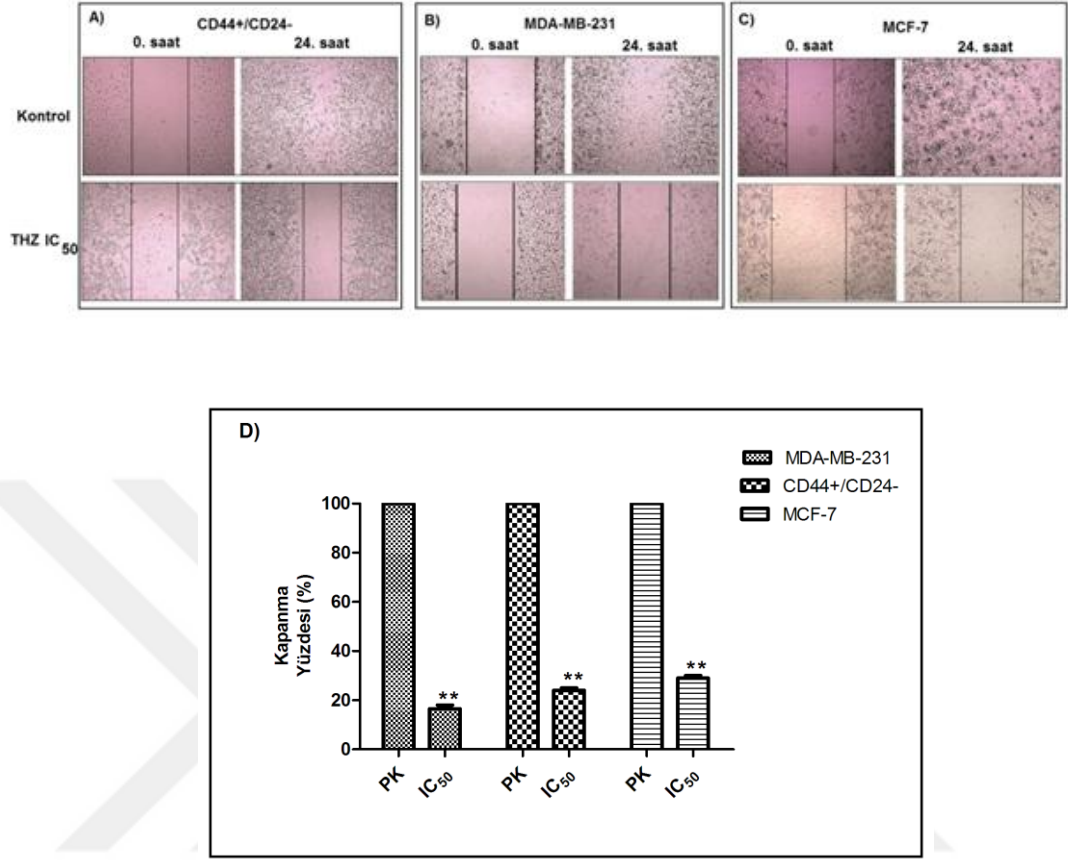 A)
CD44+/CD24-
0. saat 24. saat
B)
MDA-MB-231
0. saat 24. saat
C)
MCF-7
0. saat 24. saat
Kontrol
THZ IC50
D)
MDA-MB-231
CD44+/CD24-
MCF-7
Kapanma
Yüzdesi (%)
100
80
60
40
20
0
** ** **
PK IC50 PK IC50 PK IC50